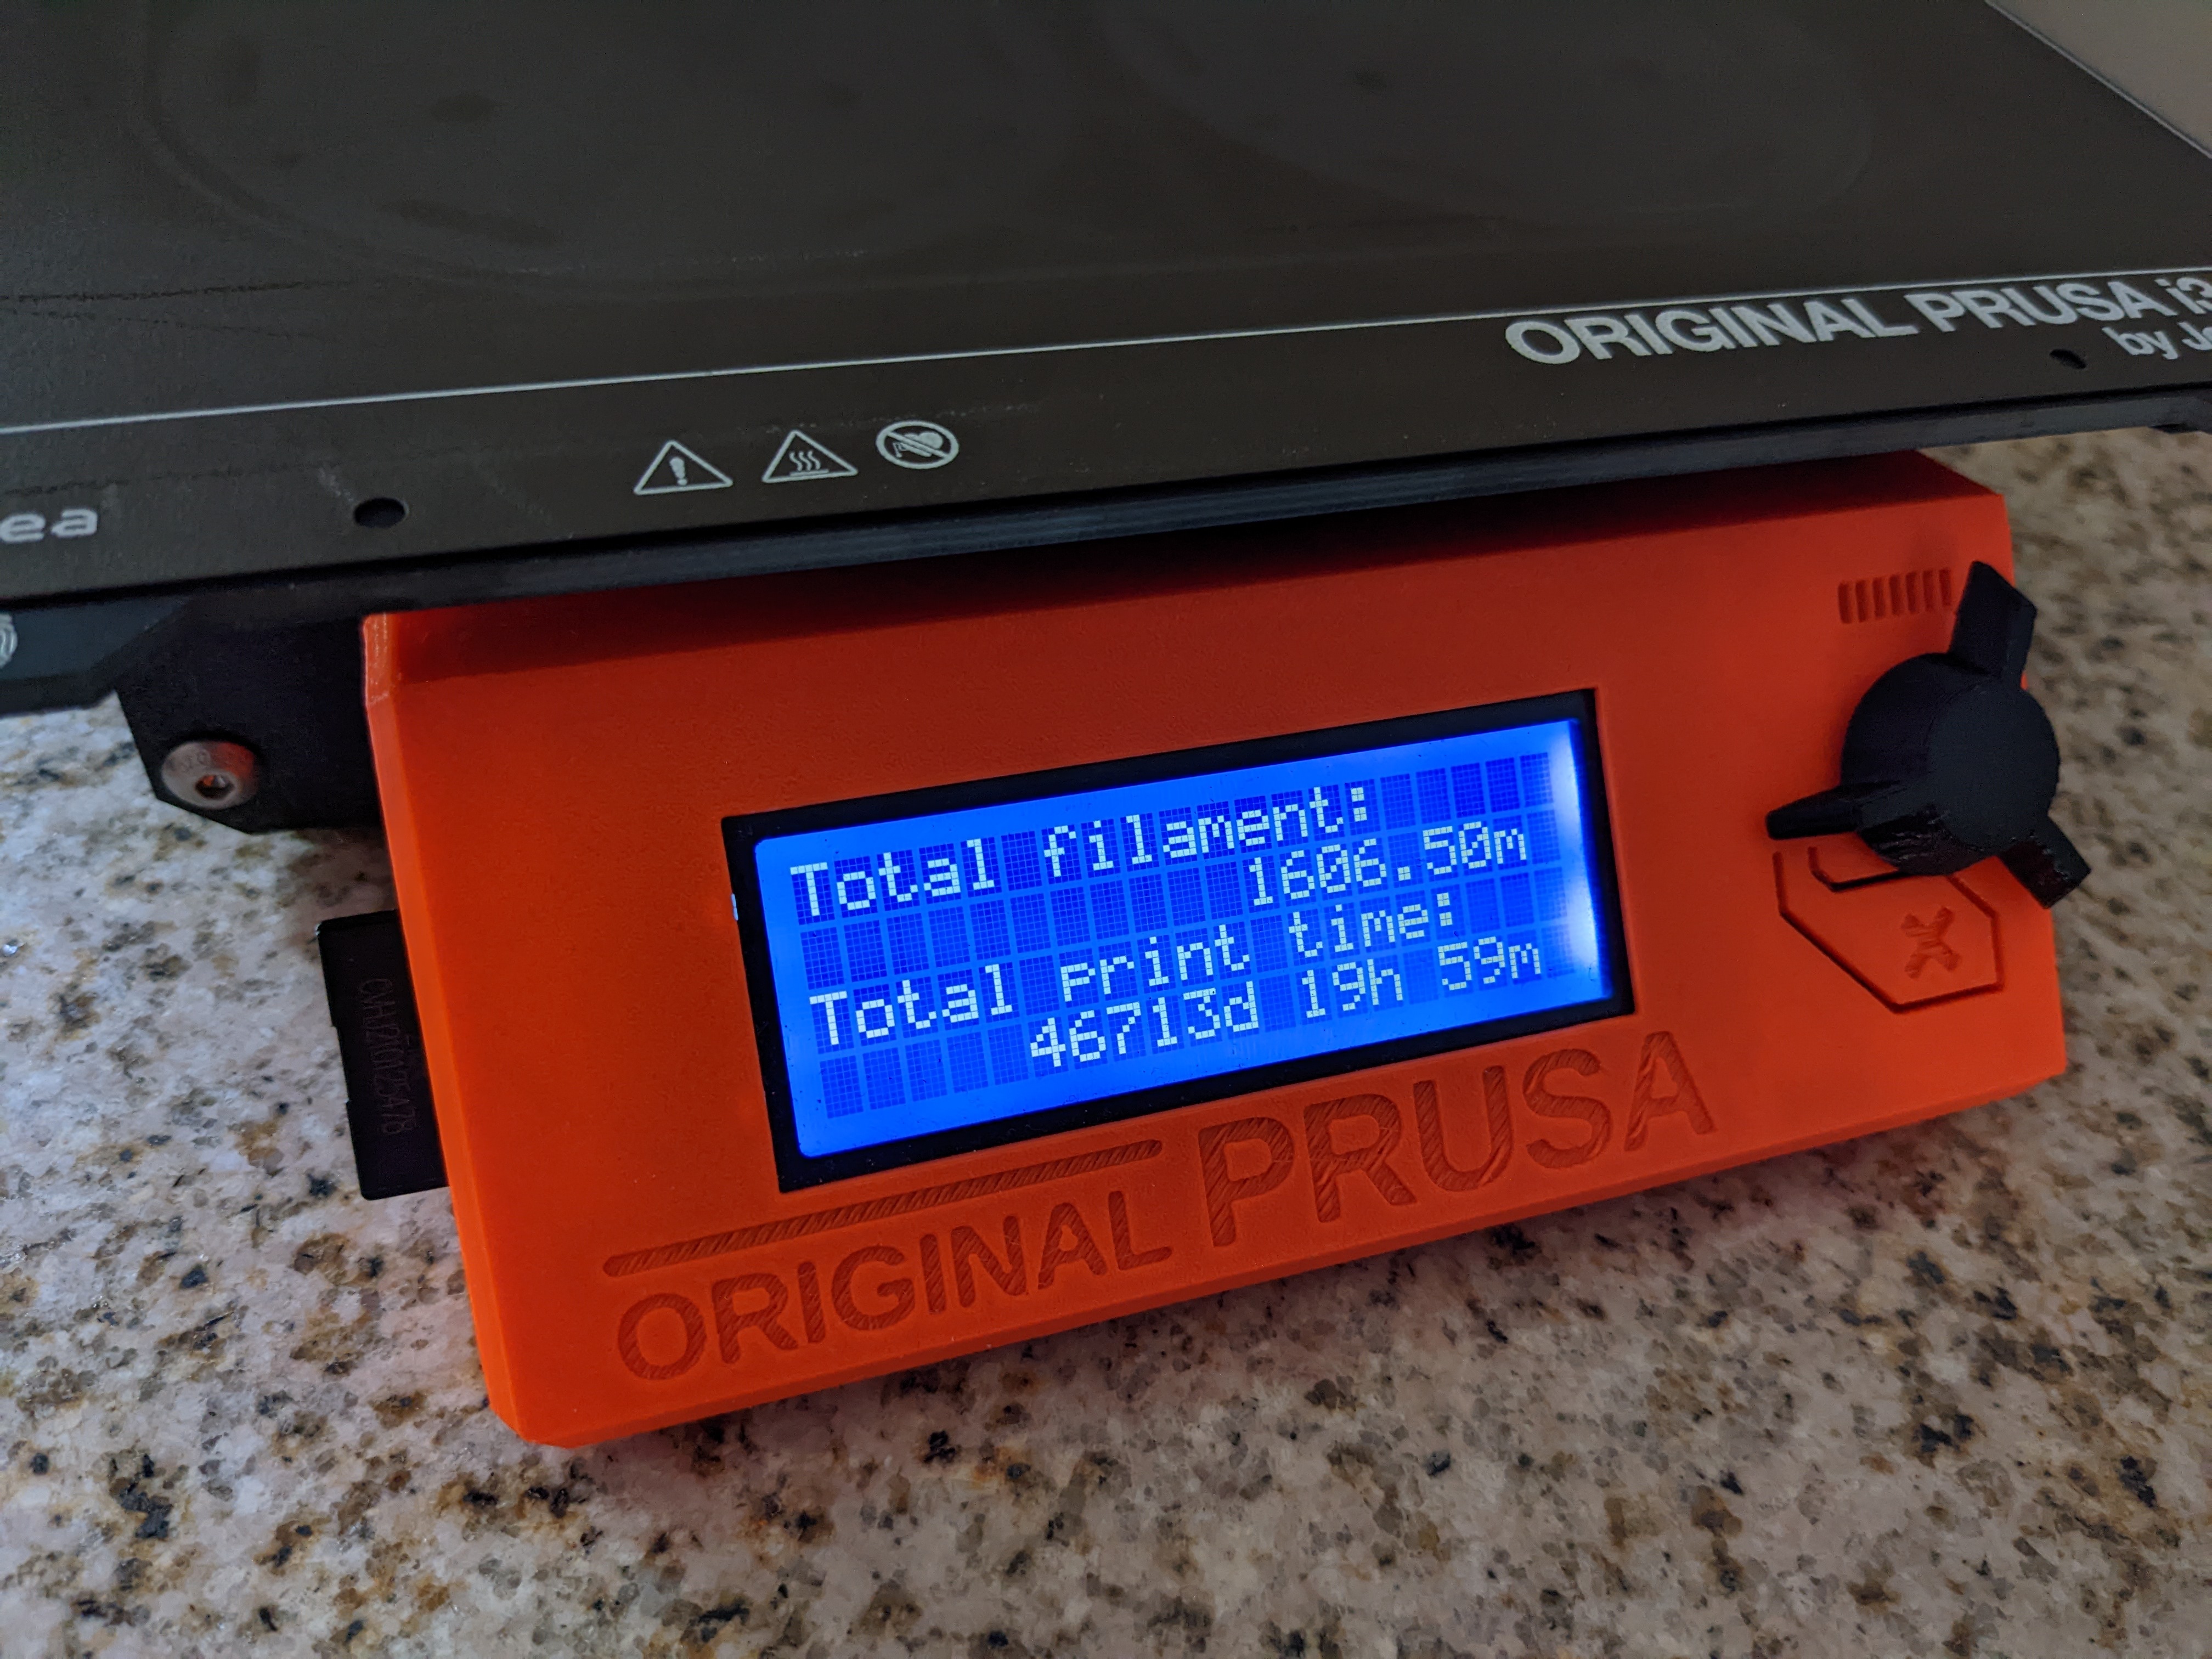 ORIGINAL PRUSA i3
by Jo
ea
Total filament:
1606.50m
Total print time:
46713d 19h 59m
ORIGINAL PRUSA